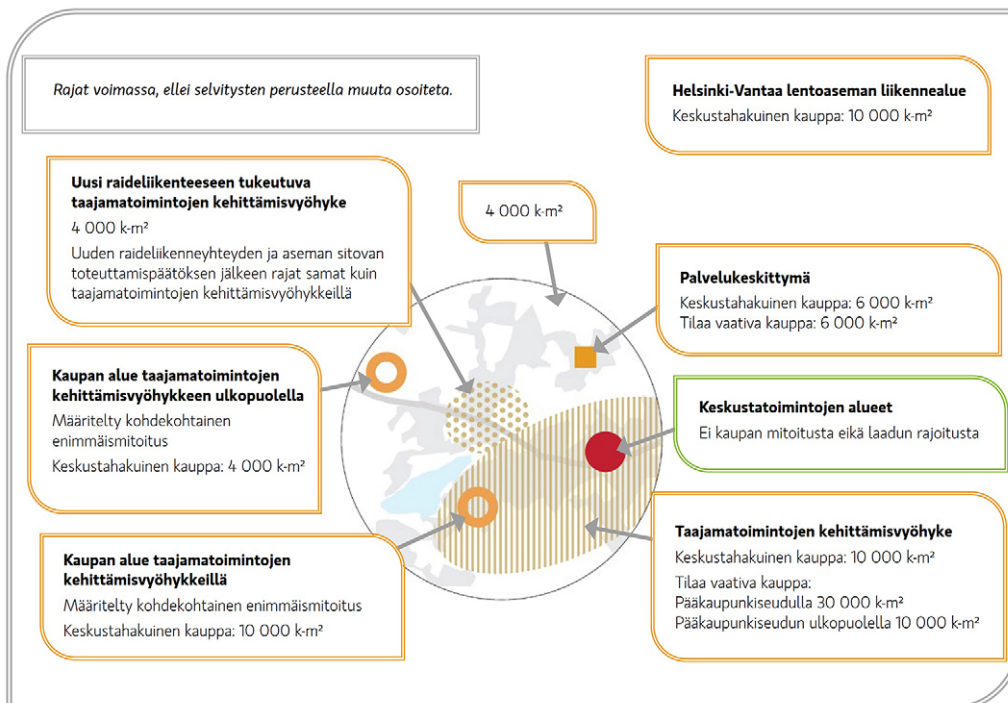 Rajat voimassa, ellei selvitysten perusteella muuta osoiteta.
Helsinki-Vantaa lentoaseman liikennealue
Keskustahakuinen kauppa: 10 000 k-m²
Uusi raideliikenteeseen tukeutuva
taajamatoimintojen kehittämisvyöhyke
4 000 k-m²
Uuden raideliikenneyhteyden ja aseman sitovan
toteuttamispäätöksen jälkeen rajat samat kuin
taajamatoimintojen kehittämisvyöhykkeillä
4 000 k-m²
Palvelukeskittymä
Keskustahakuinen kauppa: 6 000 k-m²
Tilaa vaativa kauppa: 6 000 k-m²
Kaupan alue taajamatoimintojen
kehittämisvyöhykkeen ulkopuolella
Määritelty kohdekohtainen
enimmäismitoitus
Keskustahakuinen kauppa: 4 000 k-m²
Keskustatoimintojen alueet
Ei kaupan mitoitusta eikä laadun rajoitusta
Kaupan alue taajamatoimintojen
kehittämisvyöhykkeillä
Määritelty kohdekohtainen enimmäismitoitus
Keskustahakuinen kauppa: 10 000 k-m²
Taajamatoimintojen kehittämisvyöhyke
Keskustahakuinen kauppa: 10 000 k-m²
Tilaa vaativa kauppa:
Pääkaupunkiseudulla 30 000 k-m²
Pääkaupunkiseudun ulkopuolella 10 000 k-m²